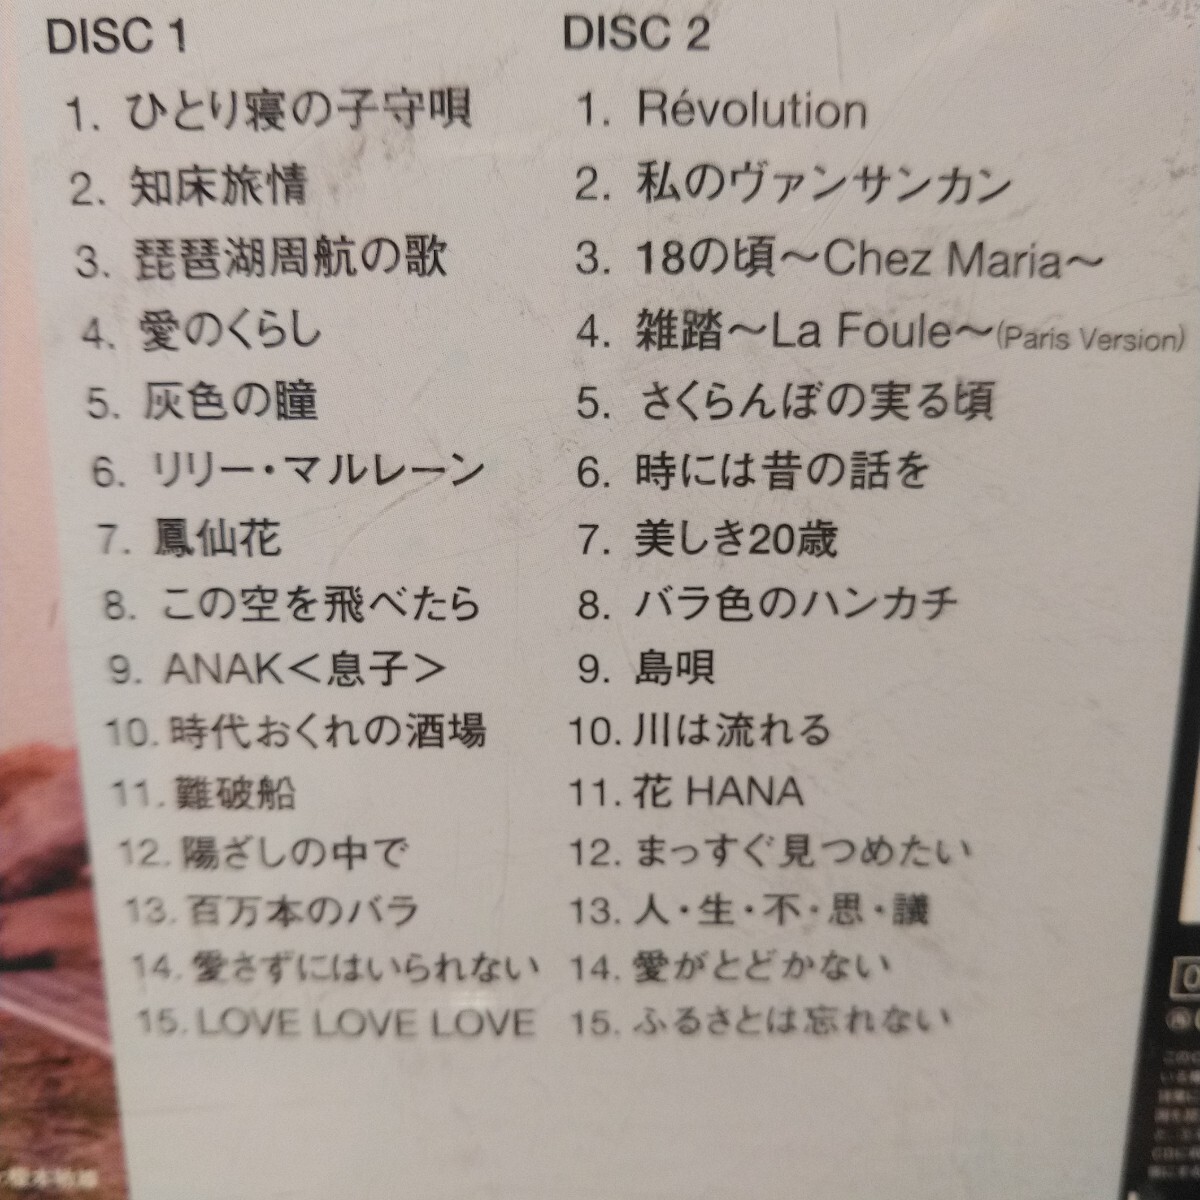 DISC 1
1. ひとり寝の子守唄
2. 知床旅情
3. 琵琶湖周航の歌
4. 愛のくらし
5. 灰色の瞳
6. リリー・マルレーン
7. 鳳仙花
8. この空を飛べたら
9. ANAK＜息子＞
10. 時代おくれの酒場
11. 難破船
12. 陽ざしの中で
13. 百万本のバラ
14. 愛さずにはいられない
15. LOVE LOVE LOVE
DISC 2
1. Révolution
2. 私のヴァンサンカン
3. 18の頃〜Chez Maria〜
4. 雑踏〜La Foule〜(Paris Version)
5. さくらんぼの実る頃
6. 時には昔の話を
7. 美しき20歳
8. バラ色のハンカチ
9. 島唄
10. 川は流れる
11. 花 HANA
12. まっすぐ見つめたい
13. 人・生・不・思・議
14. 愛がとどかない
15. ふるさとは忘れない